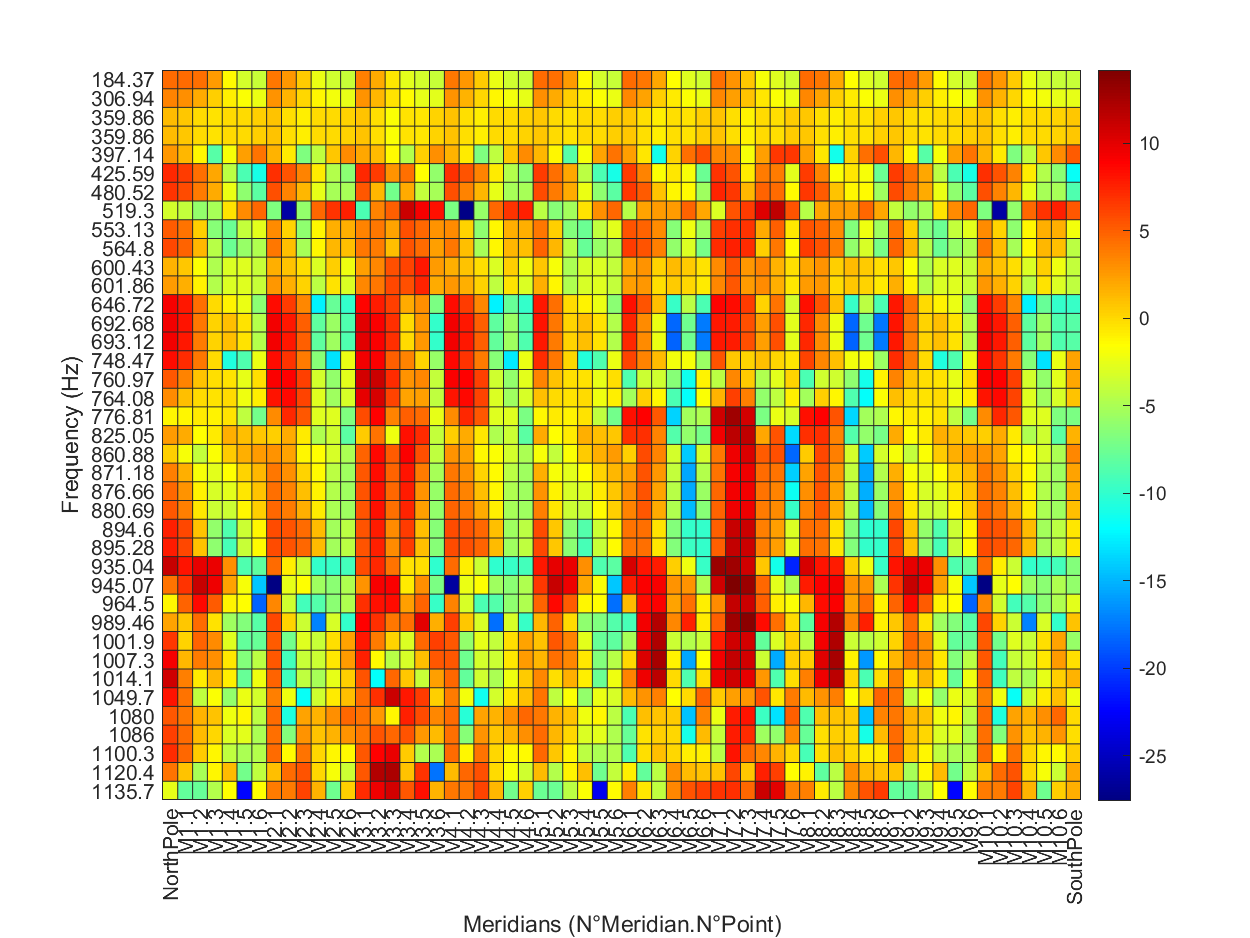 184.37
306.94
359.86
359.86
397.14
425.59
480.52
519.3
553.13
564.8
600.43
601.86
646.72
692.68
693.12
748.47
760.97
764.08
776.81
825.05
860.88
871.18
876.66
880.69
894.6
895.28
935.04
945.07
964.5
989.46
1001.9
1007.3
1014.1
1049.7
1080
1086
1100.3
1120.4
1135.7
Frequency (Hz)
NorthPole
M1.1
M1.2
M1.3
M1.4
M1.5
M1.6
M2.1
M2.2
M2.3
M2.4
M2.5
M2.6
M3.1
M3.2
M3.3
M3.4
M3.5
M3.6
M4.1
M4.2
M4.3
M4.4
M4.5
M4.6
M5.1
M5.2
M5.3
M5.4
M5.5
M5.6
M6.1
M6.2
M6.3
M6.4
M6.5
M6.6
M7.1
M7.2
M7.3
M7.4
M7.5
M7.6
M8.1
M8.2
M8.3
M8.4
M8.5
M8.6
M9.1
M9.2
M9.3
M9.4
M9.5
M9.6
M10.1
M10.2
M10.3
M10.4
M10.5
M10.6
SouthPole
Meridians (N°Meridian.N°Point)
10
5
0
-5
-10
-15
-20
-25